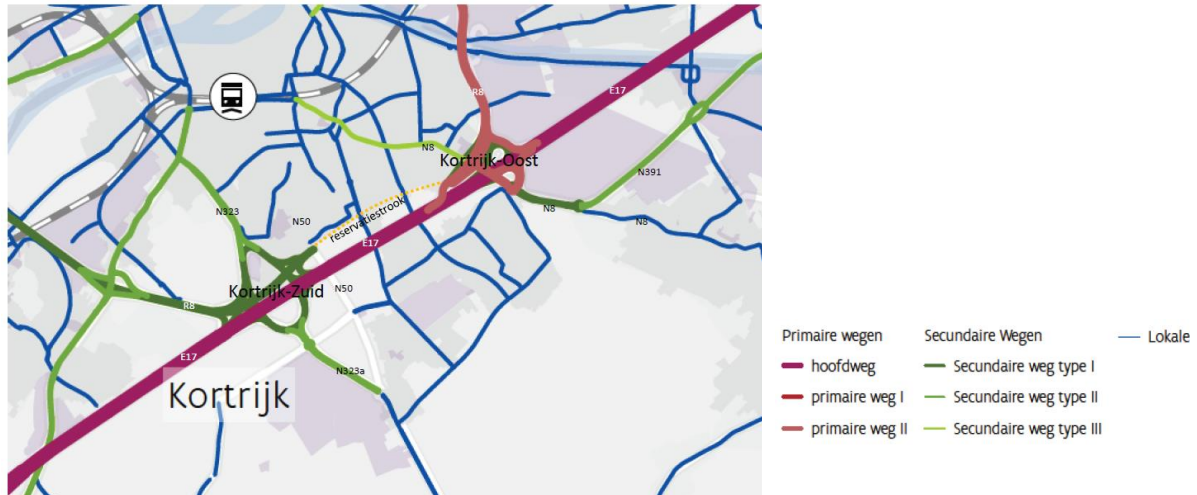 E17
R8
N8
Kortrijk-Oost
N391
N323
N50
reservatiestrook
N8
N8
E17
Kortrijk-Zuid
N50
R8
E17
N323a
Kortrijk
Primaire wegen
hoofdweg
primaire weg I
primaire weg II
Secundaire Wegen
Secundaire weg type I
Secundaire weg type II
Secundaire weg type III
Lokale